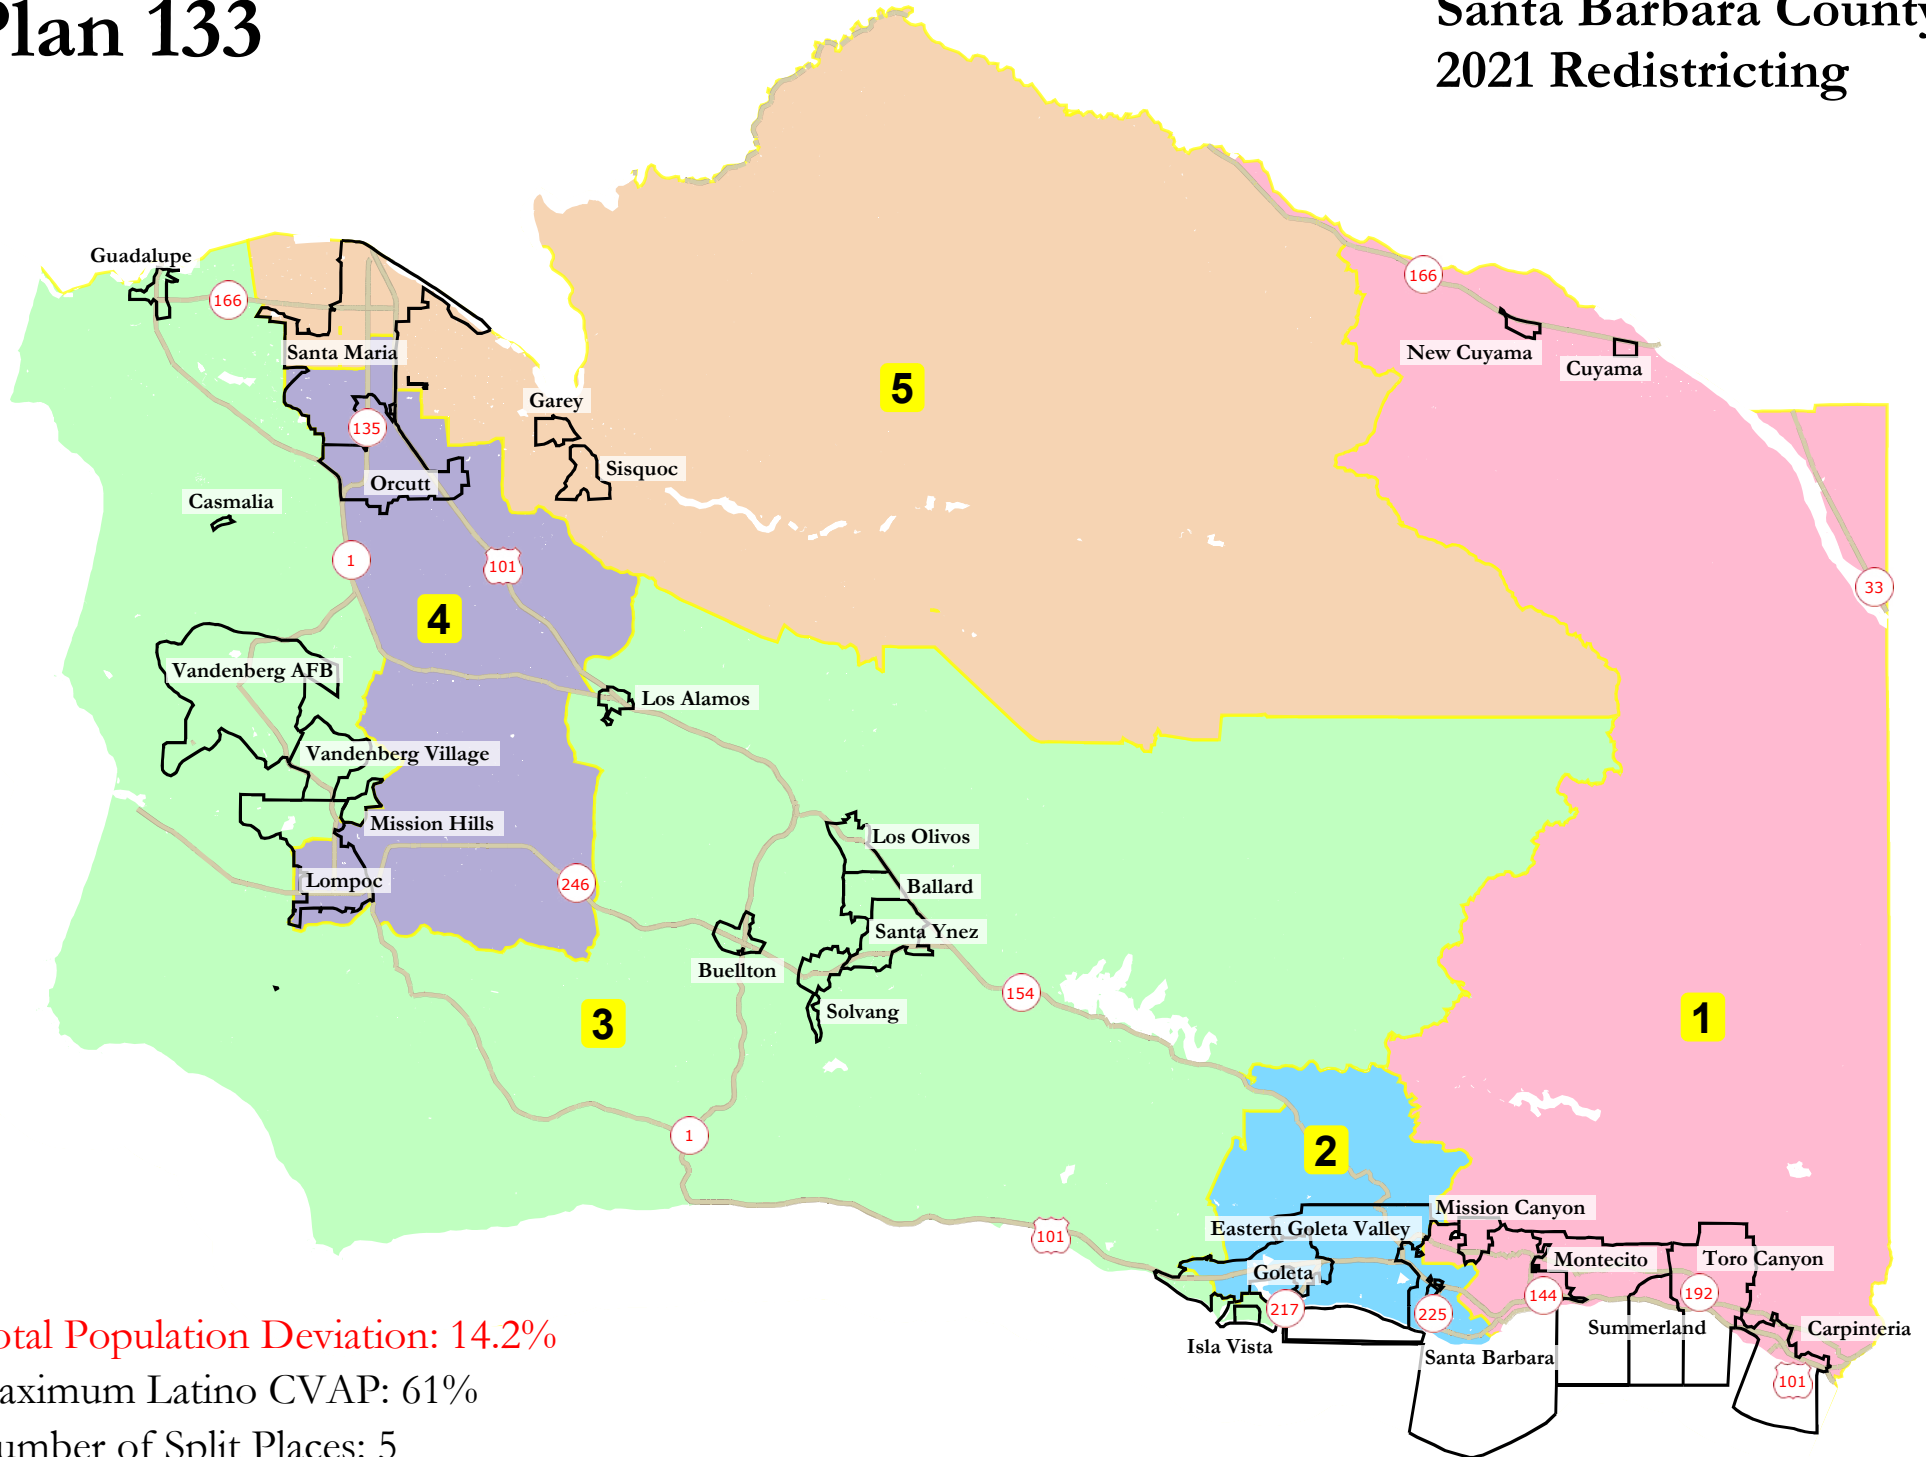 Plan 133
Santa Barbara County
2021 Redistricting
Guadalupe
166
166
Santa Maria
New Cuyama
Cuyama
5
Garey
135
Sisquoc
Orcutt
Casmalia
1
101
33
4
Vandenberg AFB
Los Alamos
Vandenberg Village
Mission Hills
Los Olivos
Lompoc
246
Ballard
Santa Ynez
Buellton
154
Solvang
3
1
1
2
Mission Canyon
Eastern Goleta Valley
101
Montecito
Toro Canyon
Goleta
144
192
217
225
Isla Vista
Summerland
Carpinteria
Santa Barbara
101
otal Population Deviation: 14.2%
aximum Latino CVAP: 61%
umber of Split Places: 5